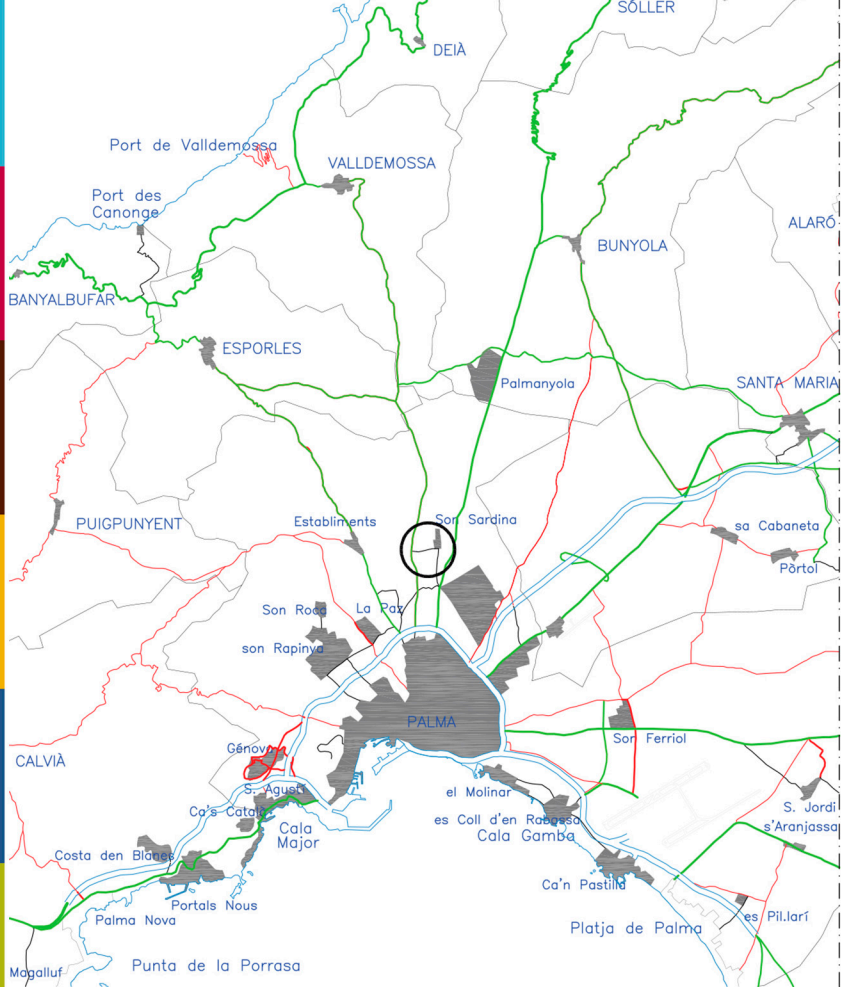 SÓLLER
DEIÀ
Port de Valldemossa
VALLDEMOSSA
Port des
Canonge
ALARÓ
BUNYOLA
BANYALBUFAR
ESPORLES
Palmanyola
SANTA MARIA
PUIGPUNYENT
Establiments
Son Sardina
sa Cabaneta
Pòrtol
Son Roca
La Paz
son Rapinya
PALMA
Son Ferriol
Génova
CALVIÀ
S. Agustí
el Molinar
S. Jordi
Ca's Català
es Coll d'en Rabassa
s'Aranjassa
Cala
Major
Cala Gamba
Costa den Blanes
Ca'n Pastilla
Portals Nous
Palma Nova
es Pil.larí
Platja de Palma
Magalluf
Punta de la Porrasa